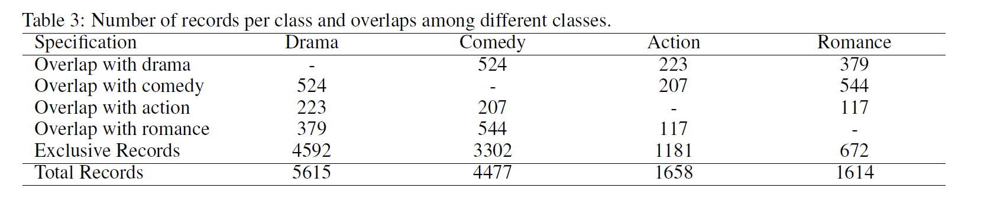 Table 3: Number of records per class and overlaps among different classes.
Specification Drama Comedy Action Romance
Overlap with drama - 524 223 379
Overlap with comedy 524 - 207 544
Overlap with action 223 207 - 117
Overlap with romance 379 544 117 -
Exclusive Records 4592 3302 1181 672
Total Records 5615 4477 1658 1614